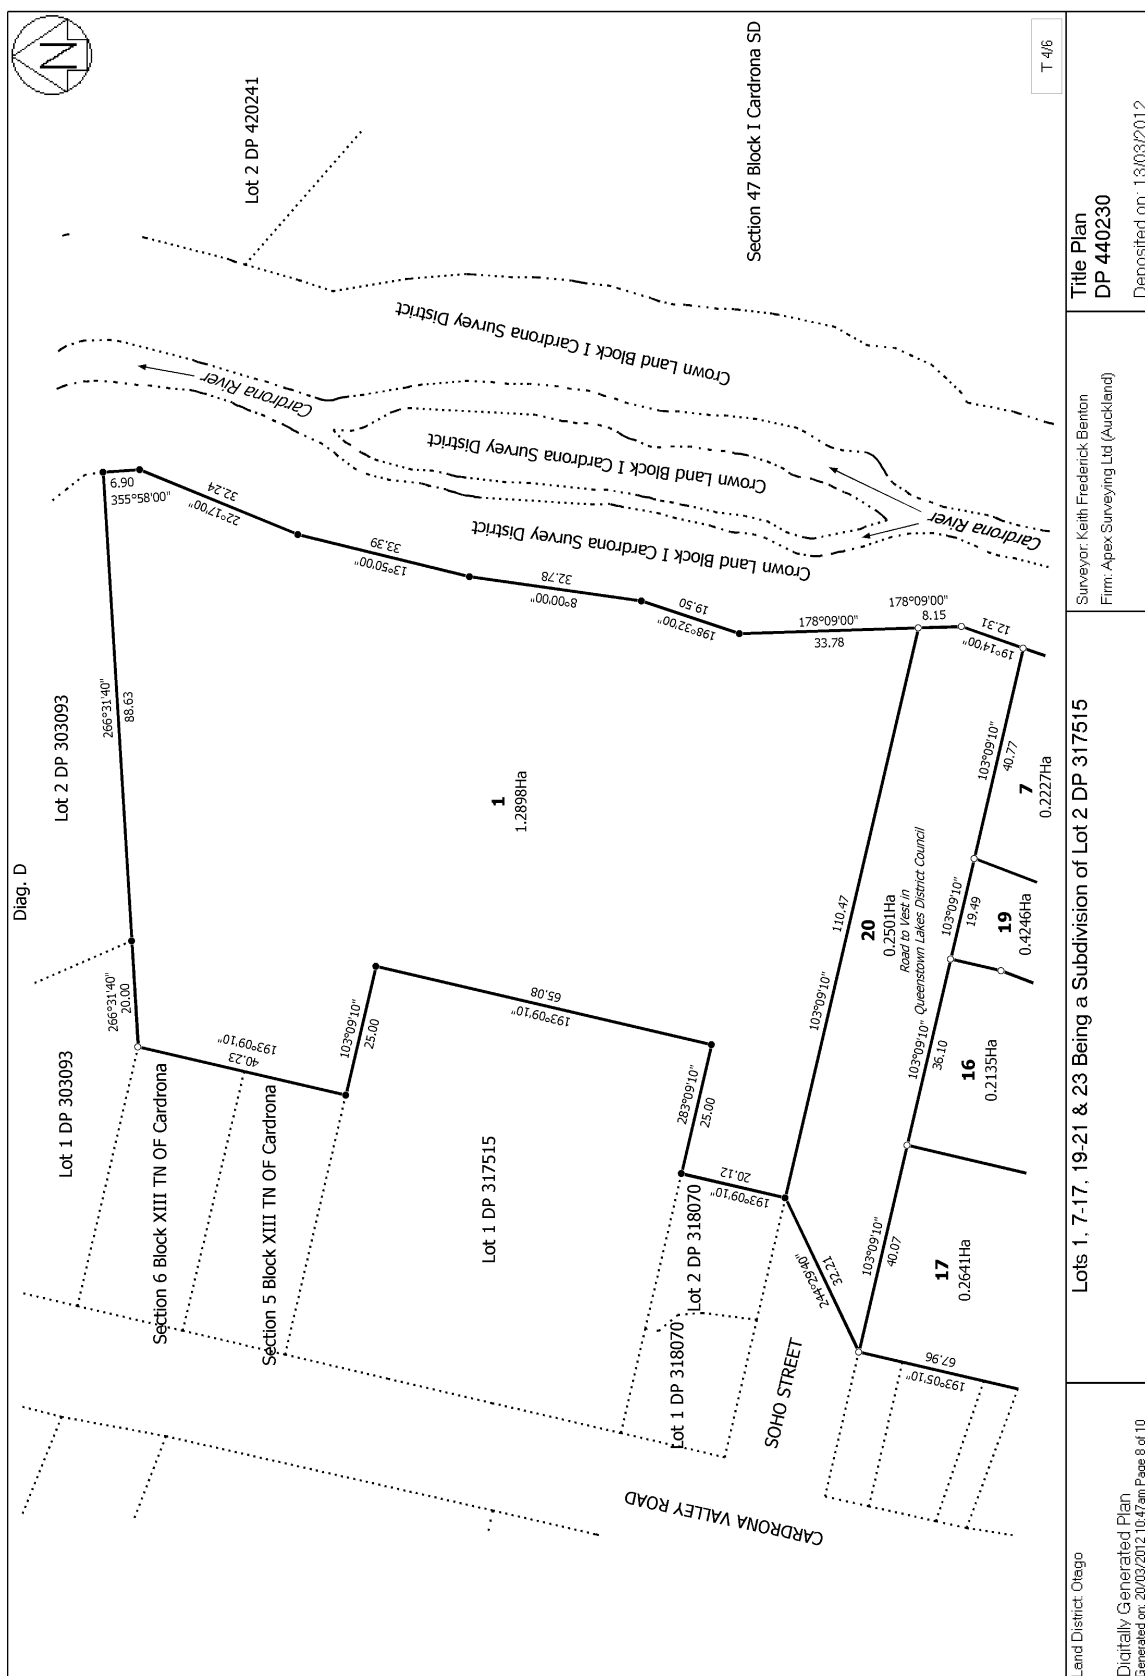 Diag. D
N
T 4/6
Lot 2 DP 420241
Section 47 Block I Cardrona SD
Lot 2 DP 303093
Lot 1 DP 303093
Crown Land Block I Cardrona Survey District
Crown Land Block I Cardrona Survey District
Crown Land Block I Cardrona Survey District
Cardrona River
Cardrona River
6.90
355°58'00"
32.24
22°17'00"
33.39
13°50'00"
32.78
8°00'00"
19.50
198°32'00"
178°09'00"
33.78
178°09'00"
8.15
12.31
19°14'00"
266°31'40"
88.63
266°31'40"
20.00
40.23
193°09'10"
103°09'10"
25.00
65.08
193°09'10"
283°09'10"
25.00
20.12
193°09'10"
1
1.2898Ha
110.47
103°09'10"
20
0.2501Ha
Road to Vest in
Queenstown Lakes District Council
244°29'40"
32.21
103°09'10"
40.07
103°09'10"
36.10
103°09'10"
19.49
103°09'10"
40.77
7
0.2227Ha
19
0.4246Ha
16
0.2135Ha
17
0.2641Ha
67.96
193°05'10"
Section 6 Block XIII TN OF Cardrona
Section 5 Block XIII TN OF Cardrona
Lot 1 DP 317515
Lot 2 DP 318070
Lot 1 DP 318070
SOHO STREET
CARDRONA VALLEY ROAD
Land District: Otago
Digitally Generated Plan
Generated on: 20/03/2012 10:47am Page 8 of 10
Lots 1, 7-17, 19-21 & 23 Being a Subdivision of Lot 2 DP 317515
Surveyor: Keith Frederick Benton
Firm: Apex Surveying Ltd (Auckland)
Title Plan
DP 440230
Deposited on: 13/03/2012